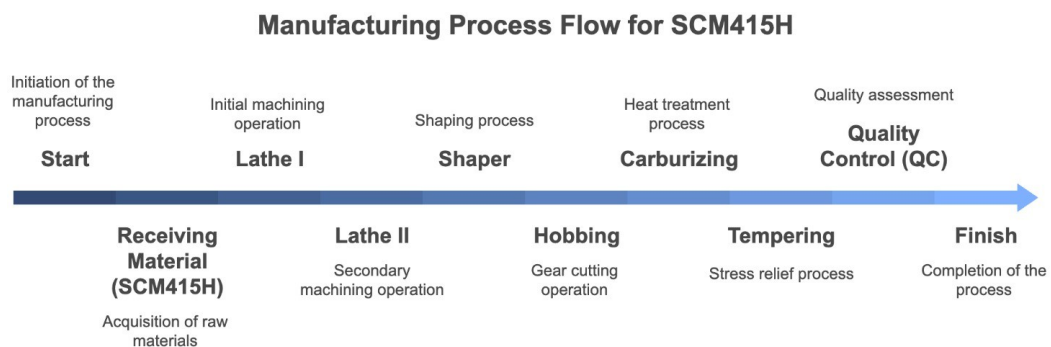 Manufacturing Process Flow for SCM415H
Initiation of the
manufacturing
process
Start
Receiving
Material
(SCM415H)
Acquisition of raw
materials
Initial machining
operation
Lathe I
Lathe II
Secondary
machining operation
Shaping process
Shaper
Hobbing
Gear cutting
operation
Heat treatment
process
Carburizing
Tempering
Stress relief process
Quality assessment
Quality
Control (QC)
Finish
Completion of the
process